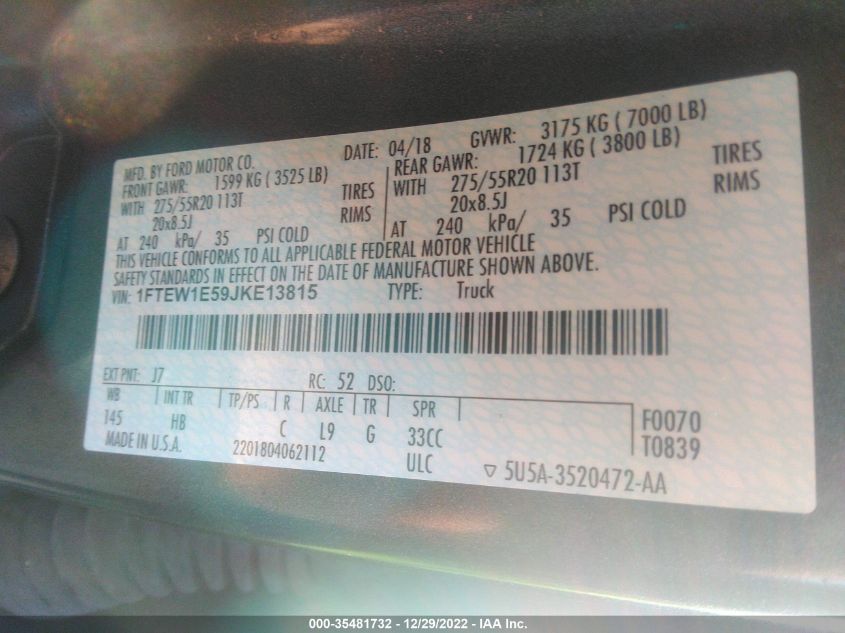 MFD. BY FORD MOTOR CO.
DATE: 04/18 GVWR: 3175 KG ( 7000 LB)
FRONT GAWR: 1599 KG ( 3525 LB)
REAR GAWR: 1724 KG ( 3800 LB)
WITH 275/55R20 113T TIRES
WITH 275/55R20 113T TIRES
20x8.5J RIMS
20x8.5J RIMS
AT 240 kPa/ 35 PSI COLD
AT 240 kPa/ 35 PSI COLD
THIS VEHICLE CONFORMS TO ALL APPLICABLE FEDERAL MOTOR VEHICLE
SAFETY STANDARDS IN EFFECT ON THE DATE OF MANUFACTURE SHOWN ABOVE.
VIN: 1FTEW1E59JKE13815 TYPE: Truck
EXT PNT: J7 RC: 52 DSO:
WB INT TR TP/PS R AXLE TR SPR
145 HB C L9 G 33CC
F0070
T0839
MADE IN U.S.A. 2201804062112 ULC ▽ 5U5A-3520472-AA
000-35481732 - 12/29/2022 - IAA Inc.